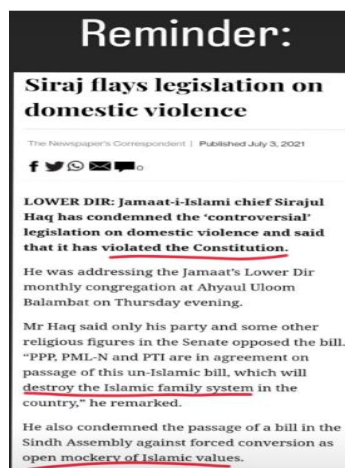 Reminder:
Siraj flays legislation on
domestic violence
The Newspaper's Correspondent | Published July 3, 2021
0
LOWER DIR: Jamaat-i-Islami chief Sirajul
Haq has condemned the ‘controversial’
legislation on domestic violence and said
that it has violated the Constitution.
He was addressing the Jamaat's Lower Dir
monthly congregation at Ahyaul Uloom
Balambat on Thursday evening.
Mr Haq said only his party and some other
religious figures in the Senate opposed the bill.
“PPP, PML-N and PTI are in agreement on
passage of this un-Islamic bill, which will
destroy the Islamic family system in the
country,” he remarked.
He also condemned the passage of a bill in the
Sindh Assembly against forced conversion as
open mockery of Islamic values.